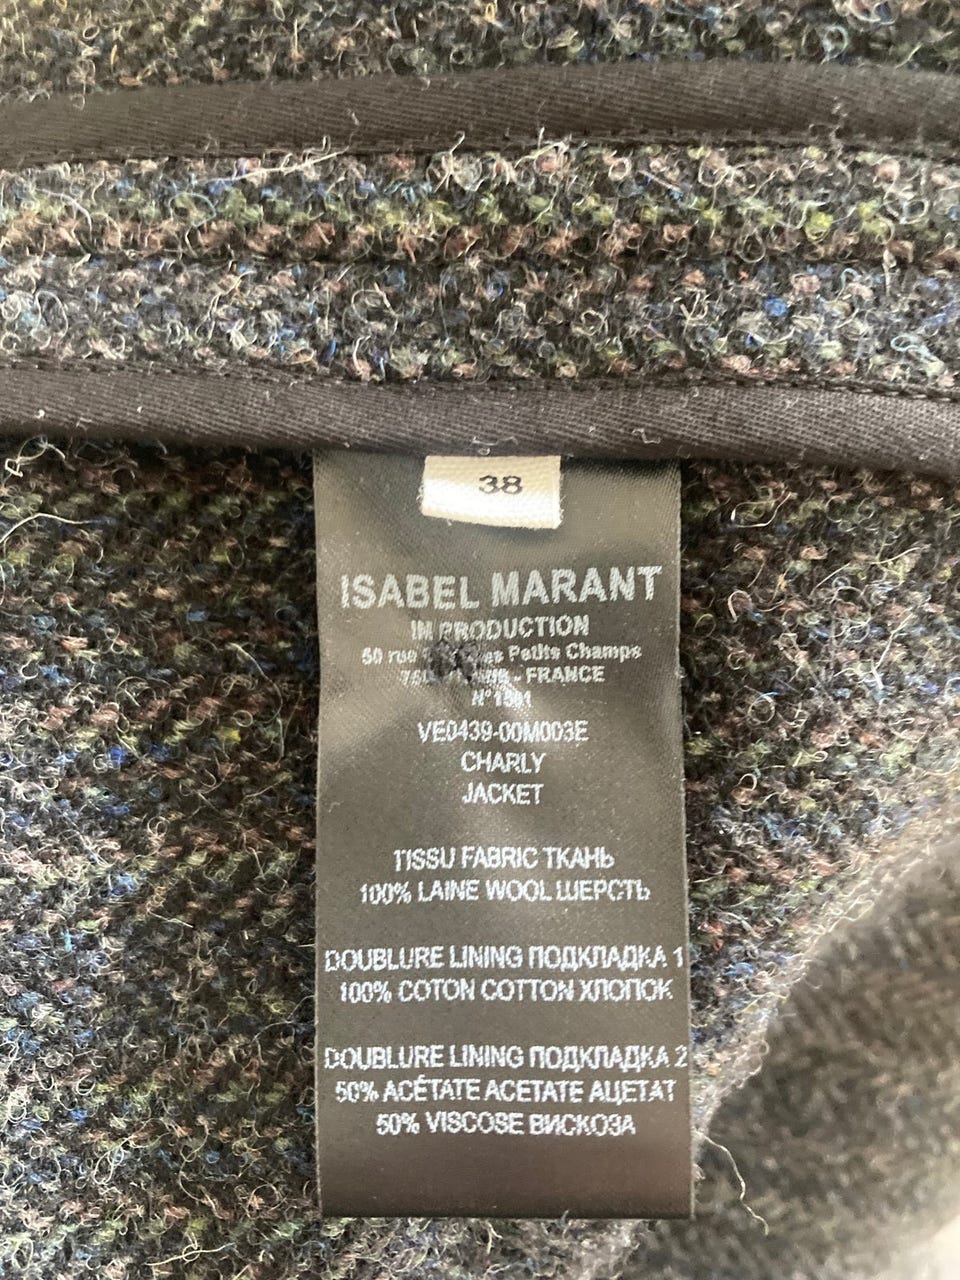 38
ISABEL MARANT
IN PRODUCTION
50 rue Petits Champs
- FRANCE
VE0439-00M003E
CHARLY
JACKET
TISSU FABRIC ТКАНЬ
100% LAINE WOOL ШЕРСТЬ
DOUBLURE LINING ПОДКЛАДКА 1
100% COTON COTTON ХЛОПОК
DOUBLURE LINING ПОДКЛАДКА 2
50% ACÉTATE ACETATE АЦЕТАТ
50% VISCOSE ВИСКОЗА